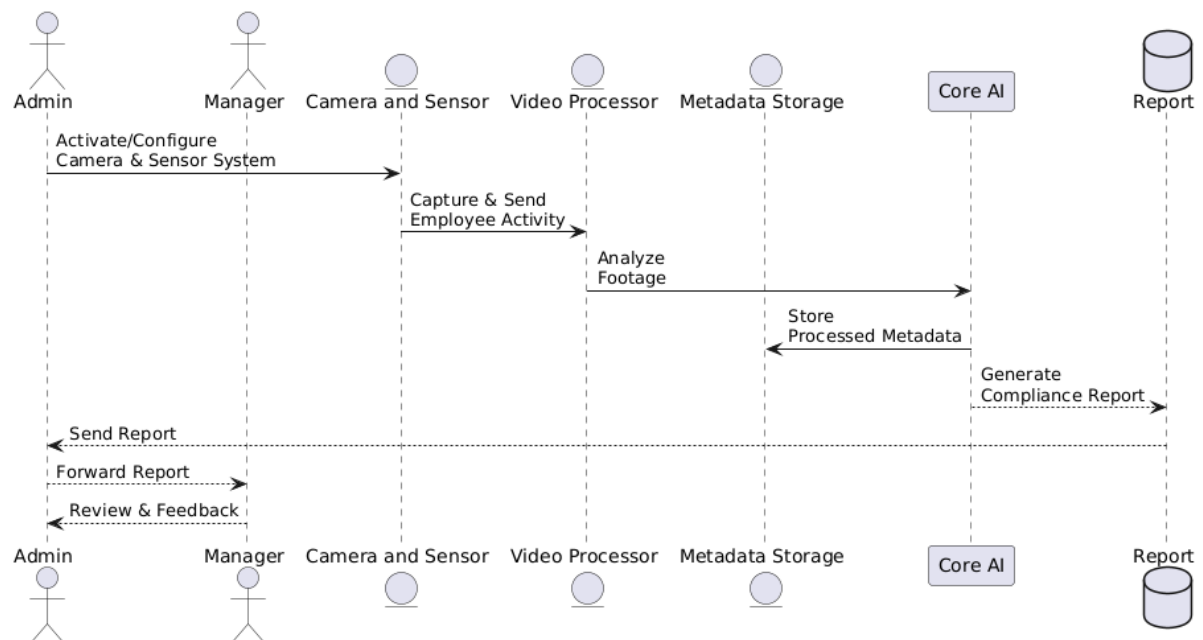 Admin
Manager
Camera and Sensor
Video Processor
Metadata Storage
Core AI
Report
Activate/Configure
Camera & Sensor System
Capture & Send
Employee Activity
Analyze
Footage
Store
Processed Metadata
Generate
Compliance Report
Send Report
Forward Report
Review & Feedback
Admin
Manager
Camera and Sensor
Video Processor
Metadata Storage
Core AI
Report